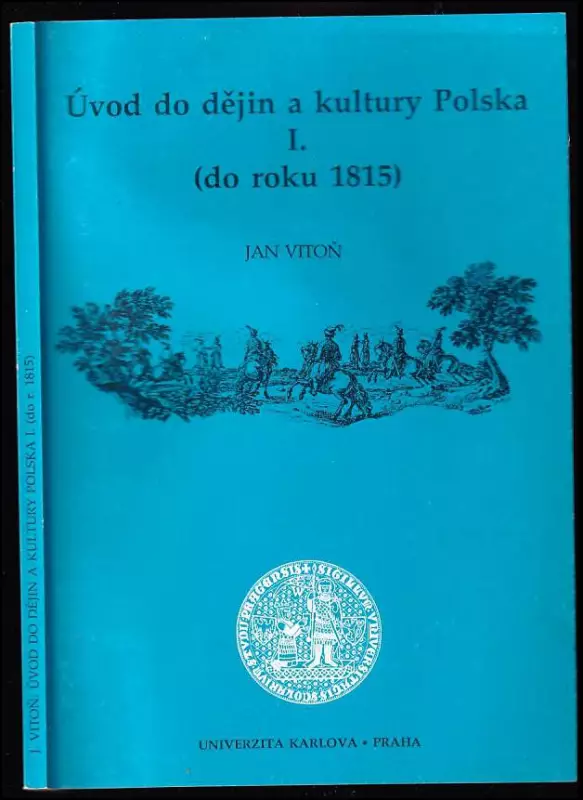 Úvod do dějin a kultury Polska
I.
(do roku 1815)
JAN VITOŇ
UNIVERZITA KARLOVA • PRAHA
J. VITOŇ: ÚVOD DO DĚJIN A KULTURY POLSKA I. (do r. 1815)